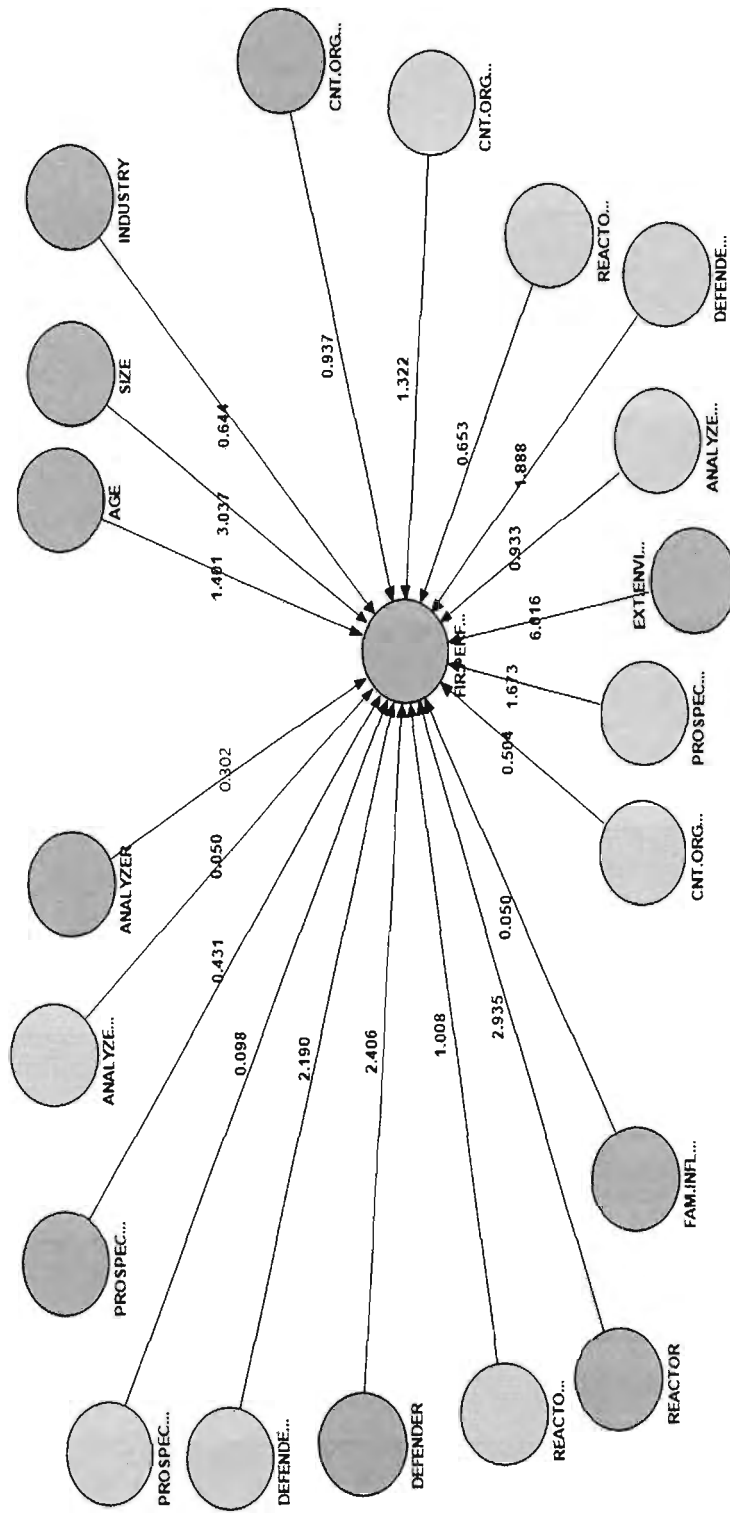 CNT.ORG...
CNT.ORG...
REACTO...
DEFENDE...
ANALYZE...
EXT.ENVI...
PROSPEC...
CNT.ORG...
INDUSTRY
SIZE
AGE
0.937
1.322
0.653
1.888
0.933
6.016
1.673
0.504
0.644
3.037
1.401
FIRSPERF...
ANALYZER
ANALYZE...
PROSPEC...
PROSPEC...
DEFENDE...
DEFENDER
REACTO...
REACTOR
FAM.INFL...
0.302
0.050
0.431
0.098
2.190
2.406
1.008
2.935
0.050